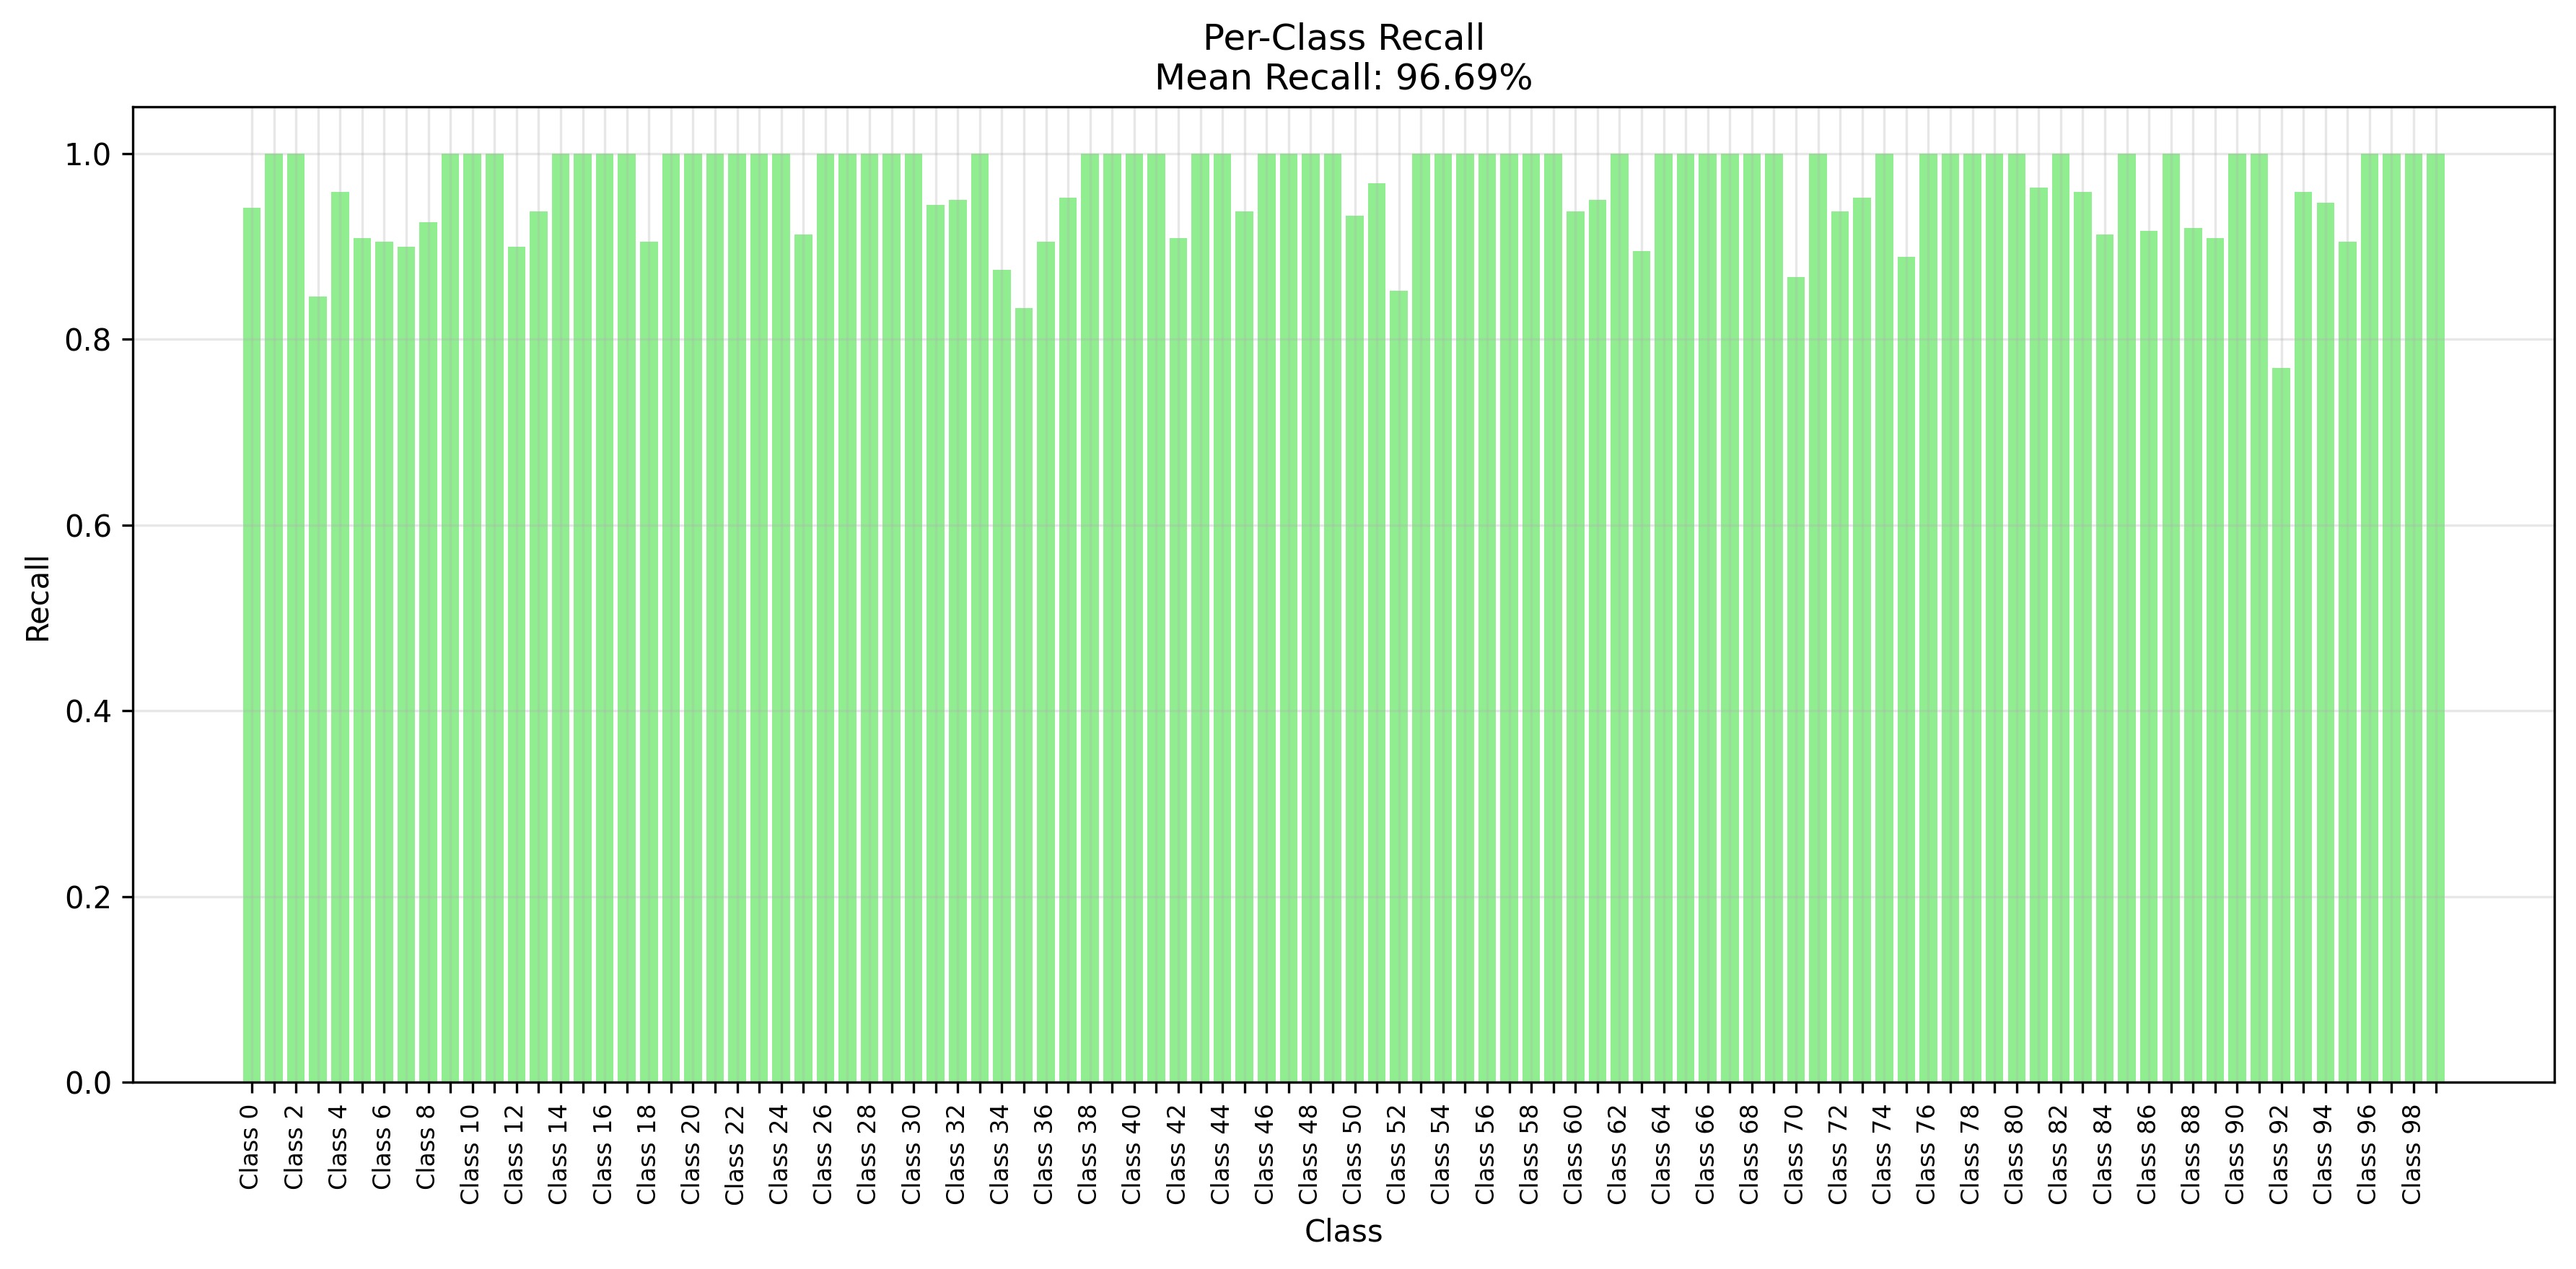 Per-Class Recall
Mean Recall: 96.69%
1.0
0.8
0.6
0.4
0.2
0.0
Recall
Class 0
Class 2
Class 4
Class 6
Class 8
Class 10
Class 12
Class 14
Class 16
Class 18
Class 20
Class 22
Class 24
Class 26
Class 28
Class 30
Class 32
Class 34
Class 36
Class 38
Class 40
Class 42
Class 44
Class 46
Class 48
Class 50
Class 52
Class 54
Class 56
Class 58
Class 60
Class 62
Class 64
Class 66
Class 68
Class 70
Class 72
Class 74
Class 76
Class 78
Class 80
Class 82
Class 84
Class 86
Class 88
Class 90
Class 92
Class 94
Class 96
Class 98
Class